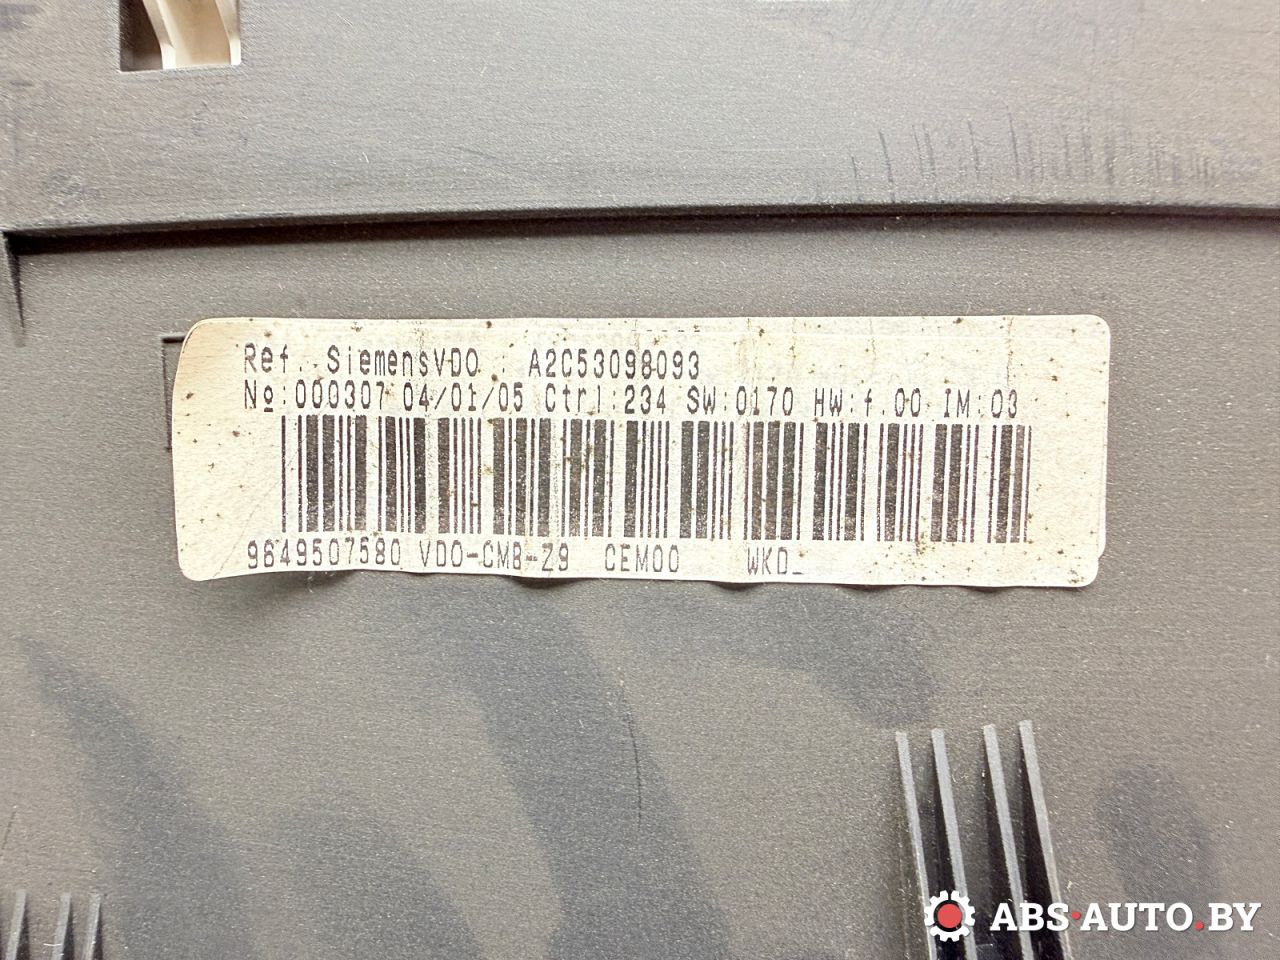 Ref. SiemensVDO . A2C53098093
No:000307 04/01/05 Ctrl:234 SW:0170 HW:f.00 IM:03
9649507580 VDO-CMB-Z9 CEM00 WKD_
ABS·AUTO.BY